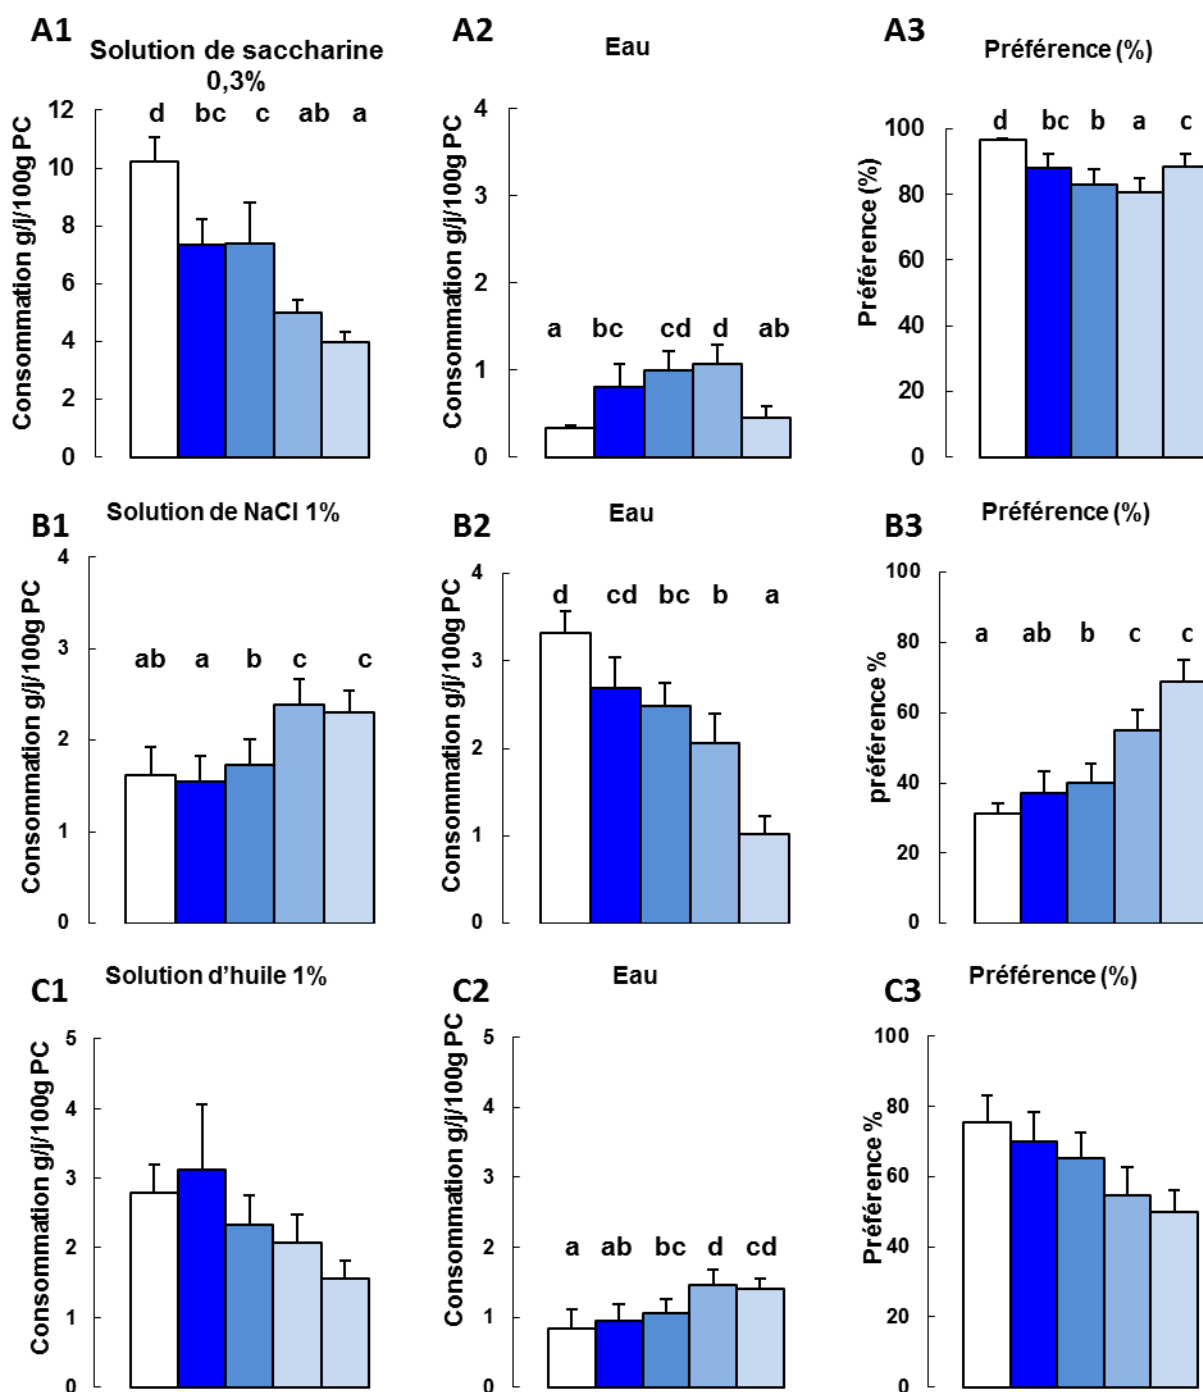 A1
Solution de saccharine
0,3%
Consommation g/j/100g PC
12
10
8
6
4
2
0
d bc c ab a
A2
Eau
Consommation g/j/100g PC
4
3
2
1
0
a bc cd d ab
A3
Préférence (%)
Préférence (%)
100
80
60
40
20
0
d bc b a c
B1
Solution de NaCl 1%
Consommation g/j/100g PC
4
3
2
1
0
ab a b c c
B2
Eau
Consommation g/j/100g PC
4
3
2
1
0
d cd bc b a
B3
Préférence (%)
préférence %
100
80
60
40
20
0
a ab b c c
C1
Solution d'huile 1%
Consommation g/j/100g PC
5
4
3
2
1
0
C2
Eau
Consommation g/j/100g PC
5
4
3
2
1
0
a ab bc d cd
C3
Préférence (%)
Préférence %
100
80
60
40
20
0